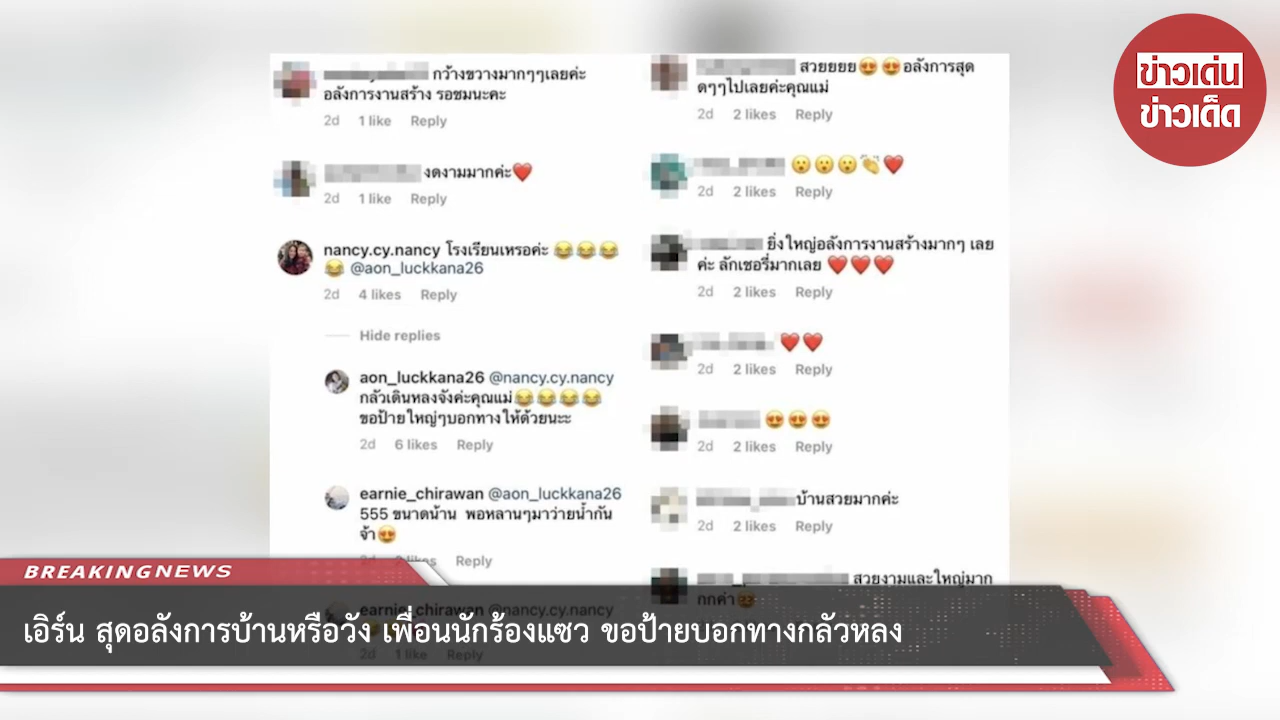 ข่าวเด่น
ข่าวเด็ด
กว้างขวางมากๆๆเลยค่ะ
อลังการงานสร้าง รอชมนะคะ
2d 1 like Reply
งดงามมากค่ะ❤️
2d 1 like Reply
nancy.cy.nancy โรงเรียนเหรอค่ะ 😂😂😂
😂 @aon_luckkana26
2d 4 likes Reply
Hide replies
aon_luckkana26 @nancy.cy.nancy
กลัวเดินหลงจังค่ะคุณแม่😂😂😂😂
ขอป้ายใหญ่ๆบอกทางให้ด้วยนะะ
2d 6 likes Reply
earnie_chirawan @aon_luckkana26
555 ขนาดน้าน พอหลานๆมาว่ายน้ำกัน
จ้า😍
2d 2 likes Reply
earnie_chirawan @nancy.cy.nancy
2d 1 like Reply
สวยยยย😍😍อลังการสุด
ดๆๆไปเลยค่ะคุณแม่
2d 2 likes Reply
😮😮😮👏❤️
2d 2 likes Reply
ยิ่งใหญ่อลังการงานสร้างมากๆ เลย
ค่ะ ลักเชอรี่มากเลย ❤️❤️❤️
2d 2 likes Reply
❤️❤️
2d 2 likes Reply
😍😍😍
2d 2 likes Reply
บ้านสวยมากค่ะ
2d 2 likes Reply
สวยงามและใหญ่มาก
กกค่า
BREAKINGNEWS
เอิร์น สุดอลังการบ้านหรือวัง เพื่อนนักร้องแซว ขอป้ายบอกทางกลัวหลง